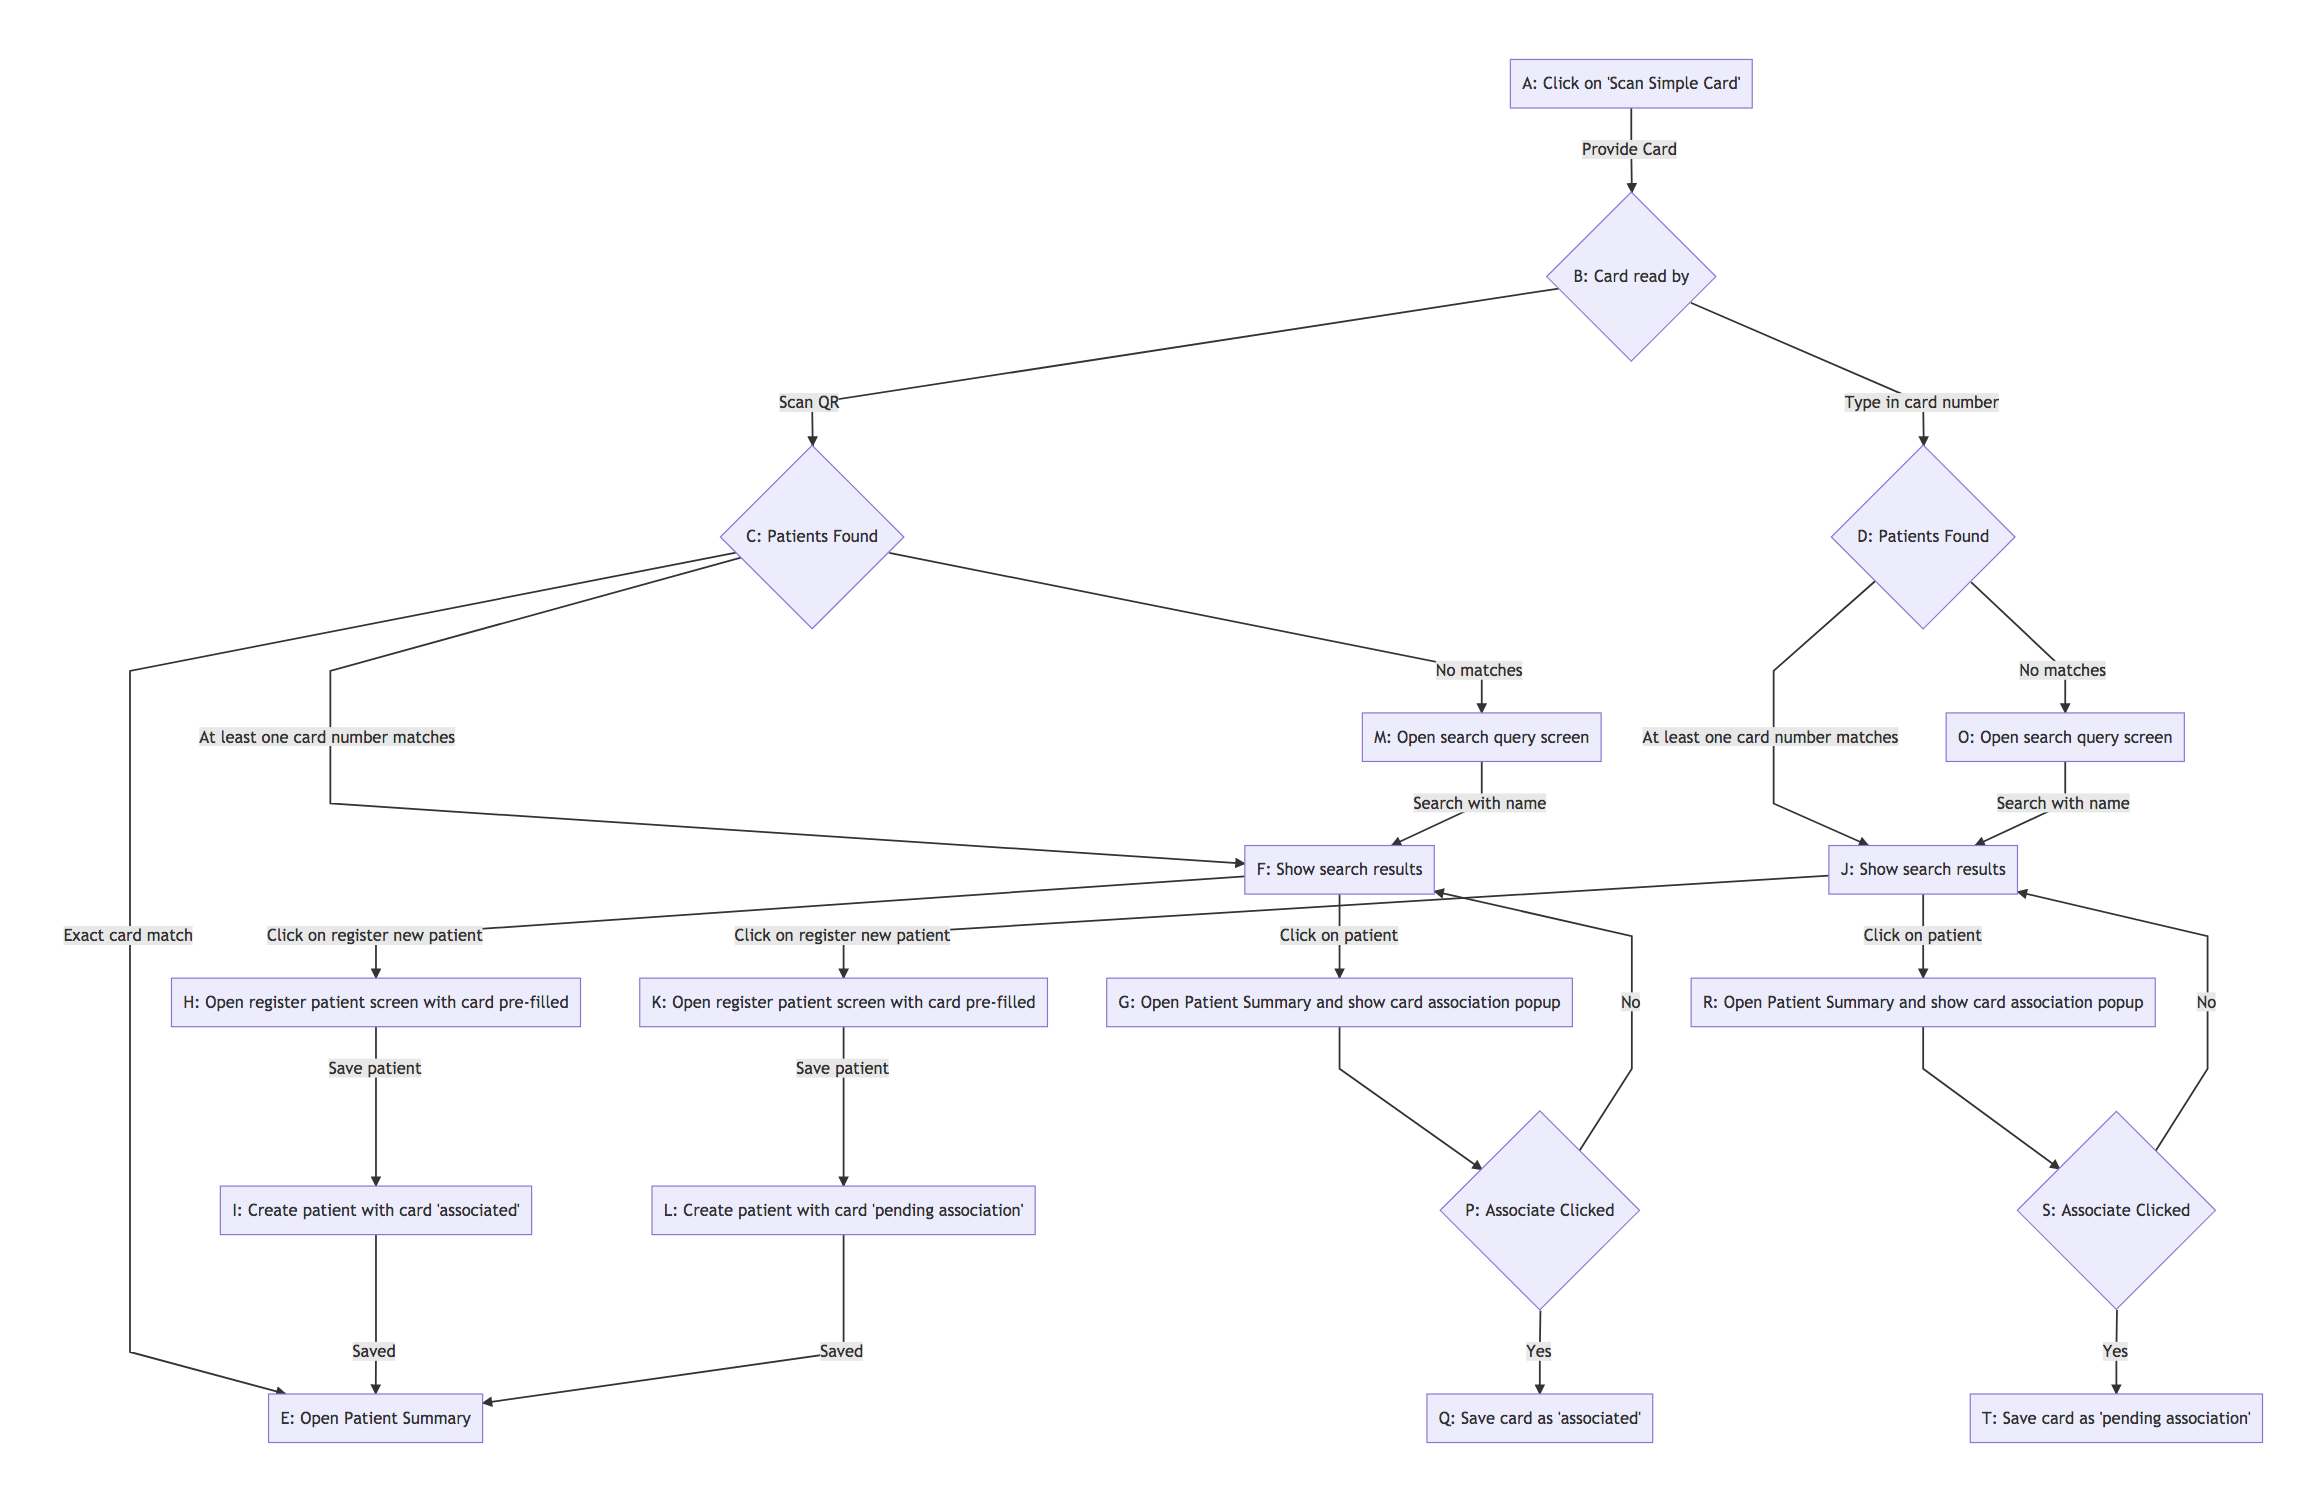 A: Click on 'Scan Simple Card'
Provide Card
B: Card read by
Scan QR
Type in card number
C: Patients Found
D: Patients Found
No matches
No matches
At least one card number matches
M: Open search query screen
At least one card number matches
O: Open search query screen
Search with name
Search with name
F: Show search results
J: Show search results
Exact card match
Click on register new patient
Click on register new patient
Click on patient
Click on patient
H: Open register patient screen with card pre-filled
K: Open register patient screen with card pre-filled
G: Open Patient Summary and show card association popup
No
R: Open Patient Summary and show card association popup
No
Save patient
Save patient
I: Create patient with card 'associated'
L: Create patient with card 'pending association'
P: Associate Clicked
S: Associate Clicked
Saved
Saved
Yes
Yes
E: Open Patient Summary
Q: Save card as 'associated'
T: Save card as 'pending association'